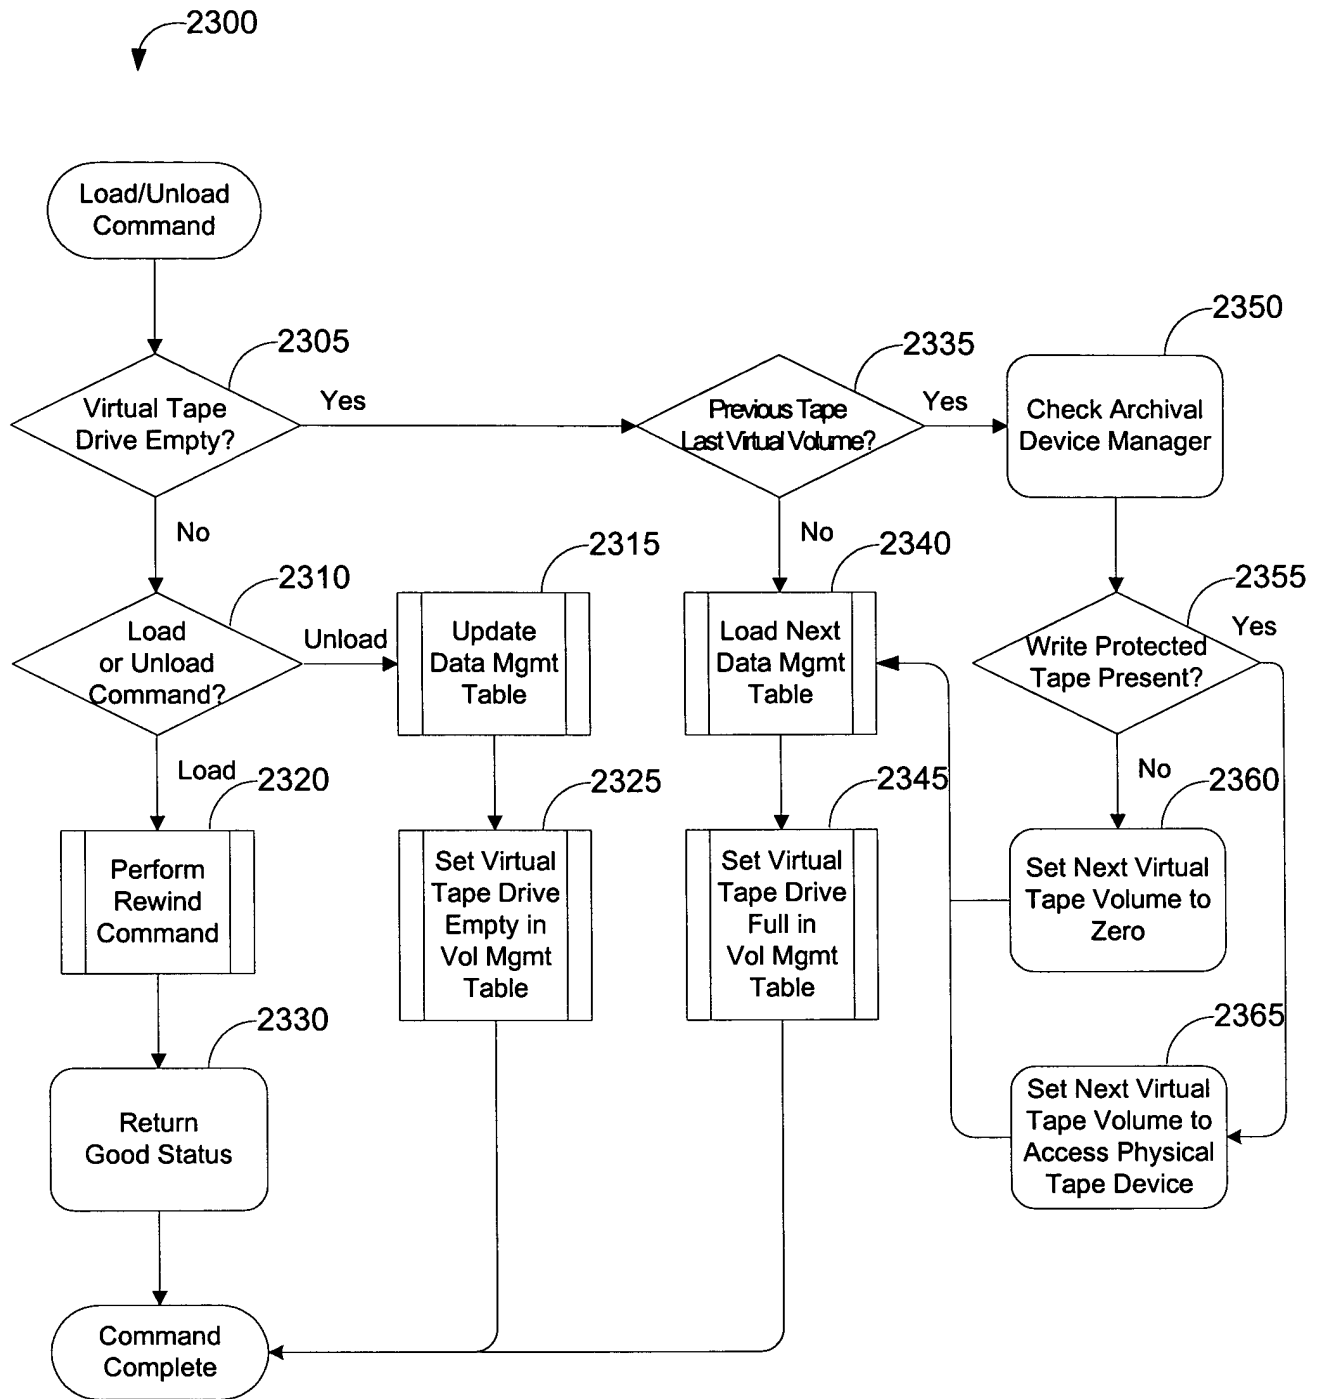 2300
Load/Unload
Command
2305
Virtual Tape
Drive Empty?
Yes
No
2335
Previous Tape
Last Virtual Volume?
Yes
No
2350
Check Archival
Device Manager
2310
Load
or Unload
Command?
Unload
Load
2315
Update
Data Mgmt
Table
2340
Load Next
Data Mgmt
Table
2355
Write Protected
Tape Present?
Yes
No
2320
Perform
Rewind
Command
2325
Set Virtual
Tape Drive
Empty in
Vol Mgmt
Table
2345
Set Virtual
Tape Drive
Full in
Vol Mgmt
Table
2360
Set Next Virtual
Tape Volume to
Zero
2330
Return
Good Status
2365
Set Next Virtual
Tape Volume to
Access Physical
Tape Device
Command
Complete